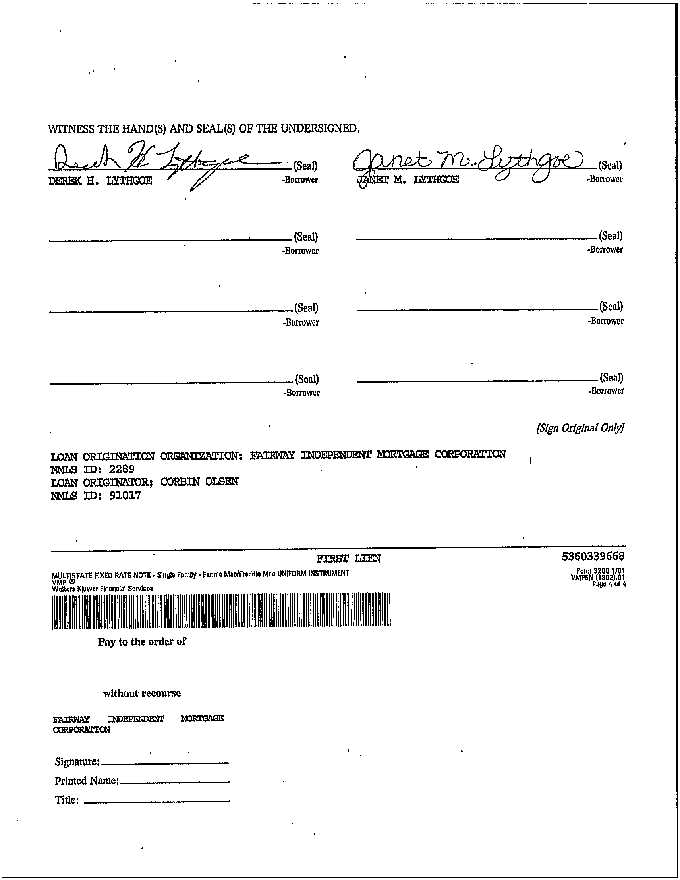 WITNESS THE HAND(S) AND SEAL(S) OF THE UNDERSIGNED.
Derek H Lythgoe (Seal) Janet M. Lythgoe (Seal)
DEREK H. LYTHGOE -Borrower JANET M. LYTHGOE -Borrower
(Seal) (Seal)
-Borrower -Borrower
(Seal) (Seal)
-Borrower -Borrower
(Seal) (Seal)
-Borrower -Borrower
[Sign Original Only]
LOAN ORIGINATION ORGANIZATION: FAIRWAY INDEPENDENT MORTGAGE CORPORATION
NMLS ID: 2289
LOAN ORIGINATOR: CORBIN OLSEN
NMLS ID: 91017
FIRST LIEN 5360339668
MULTISTATE FIXED RATE NOTE - Single Family - Fannie Mae/Freddie Mac UNIFORM INSTRUMENT Form 3200 1/01
VMP ® VMP5N (1302).01
Wolters Kluwer Financial Services Page 4 of 4
Pay to the order of
without recourse
FAIRWAY INDEPENDENT MORTGAGE
CORPORATION
Signature:
Printed Name:
Title: